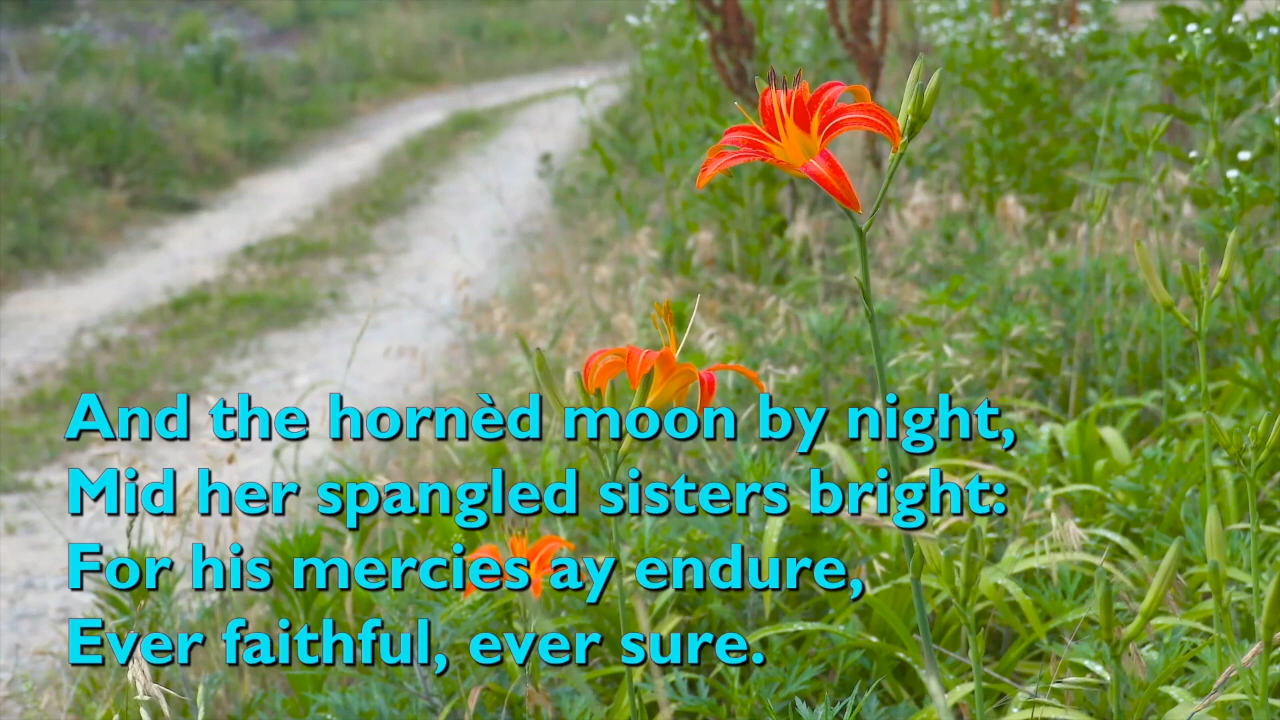 And the hornèd moon by night,
Mid her spangled sisters bright:
For his mercies ay endure,
Ever faithful, ever sure.